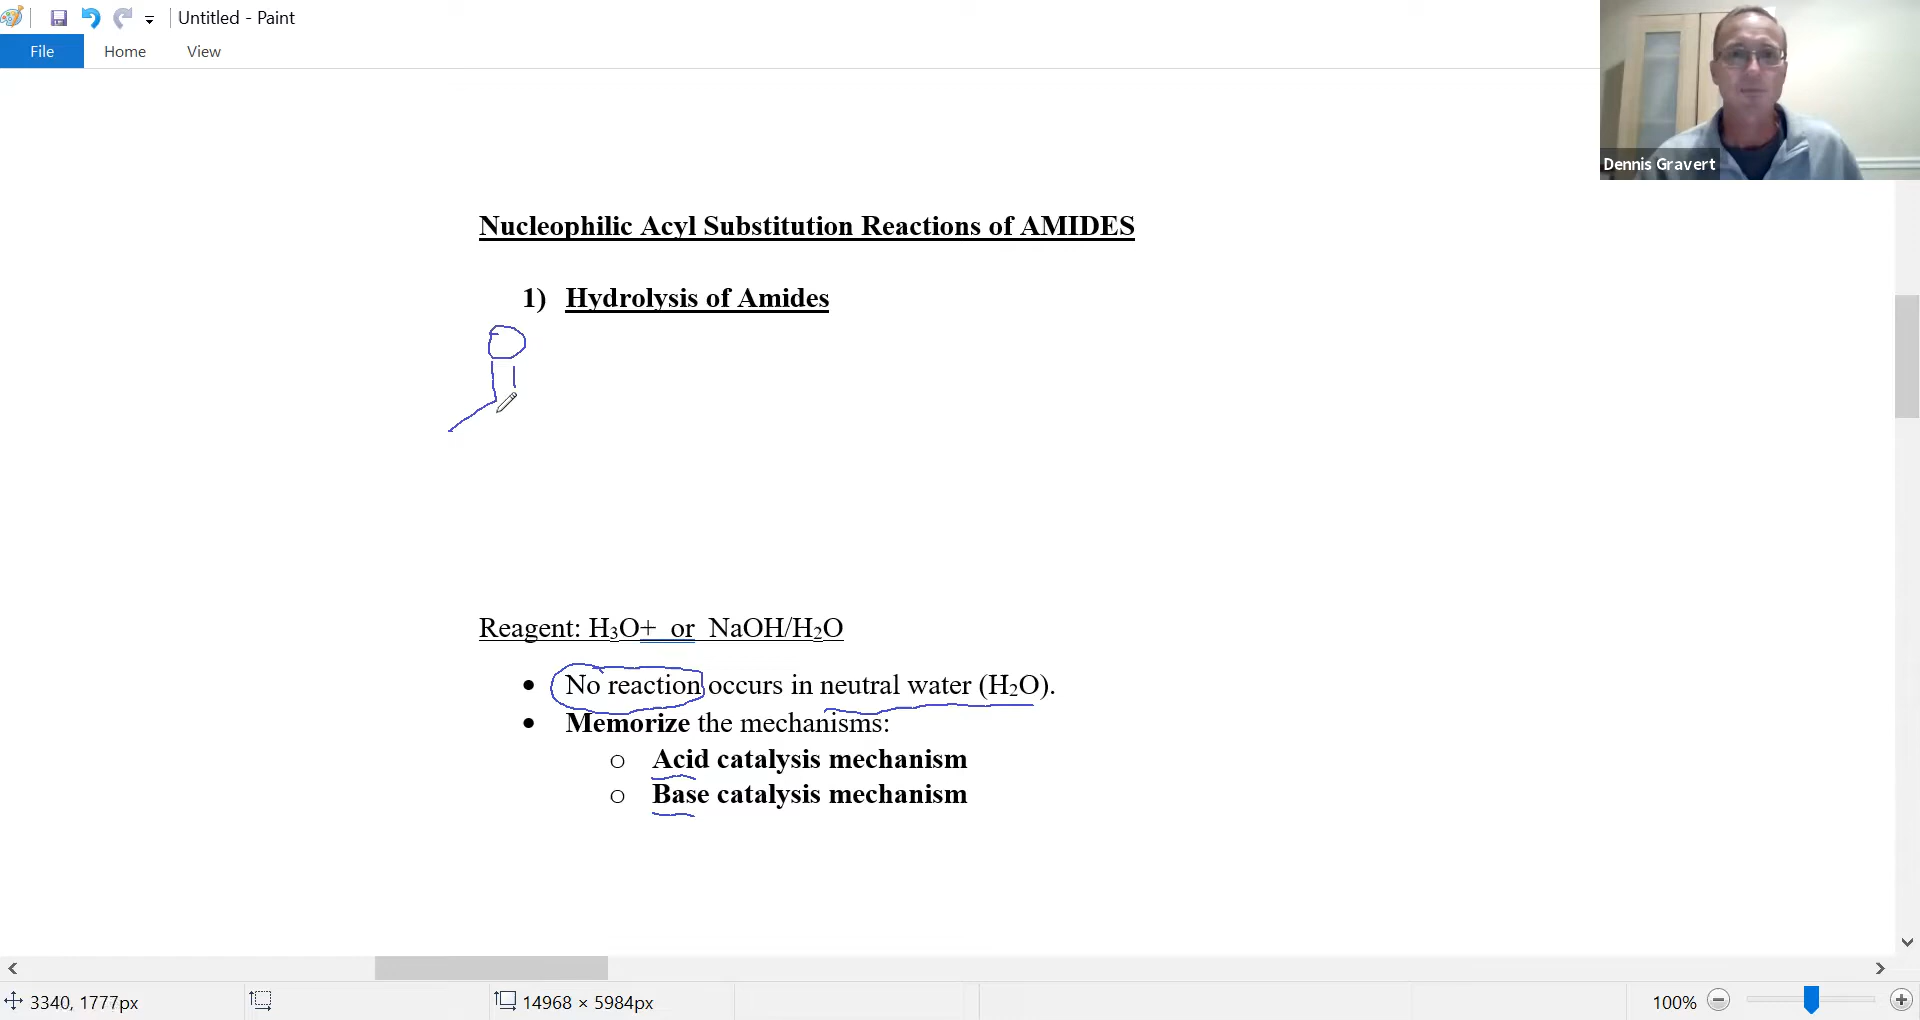 Untitled - Paint
File Home View
Dennis Gravert
Nucleophilic Acyl Substitution Reactions of AMIDES
1) Hydrolysis of Amides
O
Reagent: H₃O+ or NaOH/H₂O
• No reaction occurs in neutral water (H₂O).
• Memorize the mechanisms:
o Acid catalysis mechanism
o Base catalysis mechanism
3340, 1777px 14968 × 5984px 100%